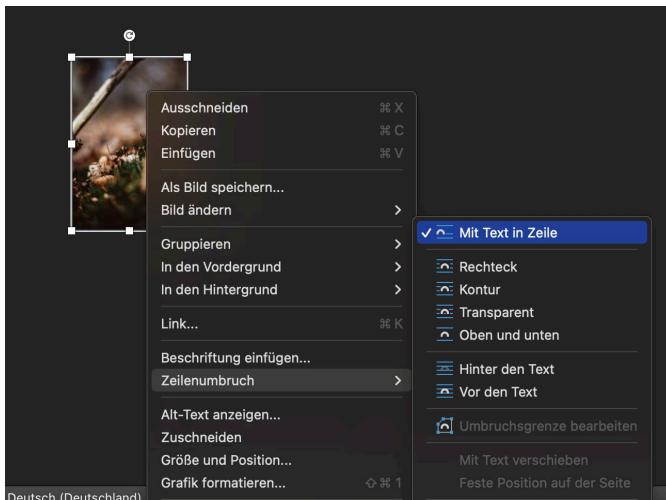 Ausschneiden ⌘ X
Kopieren ⌘ C
Einfügen ⌘ V
Als Bild speichern...
Bild ändern
Gruppieren
In den Vordergrund
In den Hintergrund
Link... ⌘ K
Beschriftung einfügen...
Zeilenumbruch
Alt-Text anzeigen...
Zuschneiden
Größe und Position...
Grafik formatieren... ⇧ ⌘ 1
Mit Text in Zeile
Rechteck
Kontur
Transparent
Oben und unten
Hinter den Text
Vor den Text
Umbruchsgrenze bearbeiten
Mit Text verschieben
Feste Position auf der Seite
Deutsch (Deutschland)